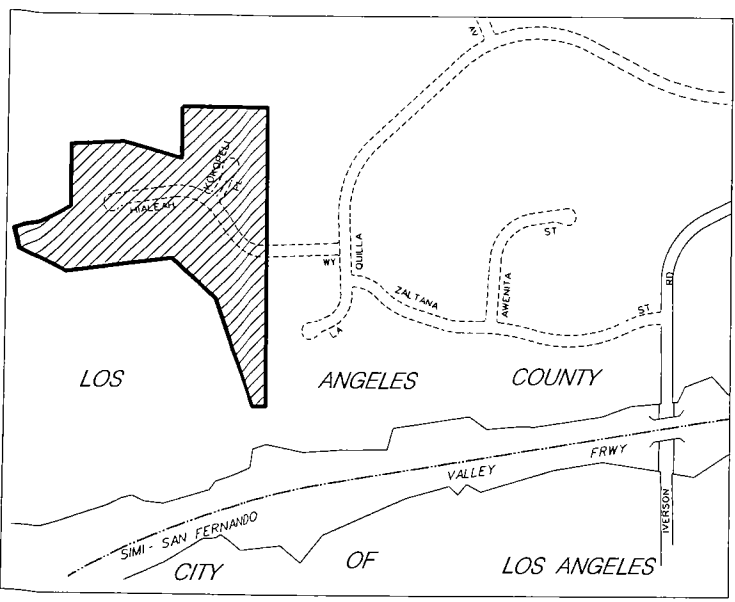 AV
KOKOPELI
PL
HIALEAH
WY
QUILLA
LA
ZALTANA
ST
AWENITA
ST
RD
LOS ANGELES COUNTY
SIMI - SAN FERNANDO VALLEY FRWY
IVERSON
CITY OF LOS ANGELES